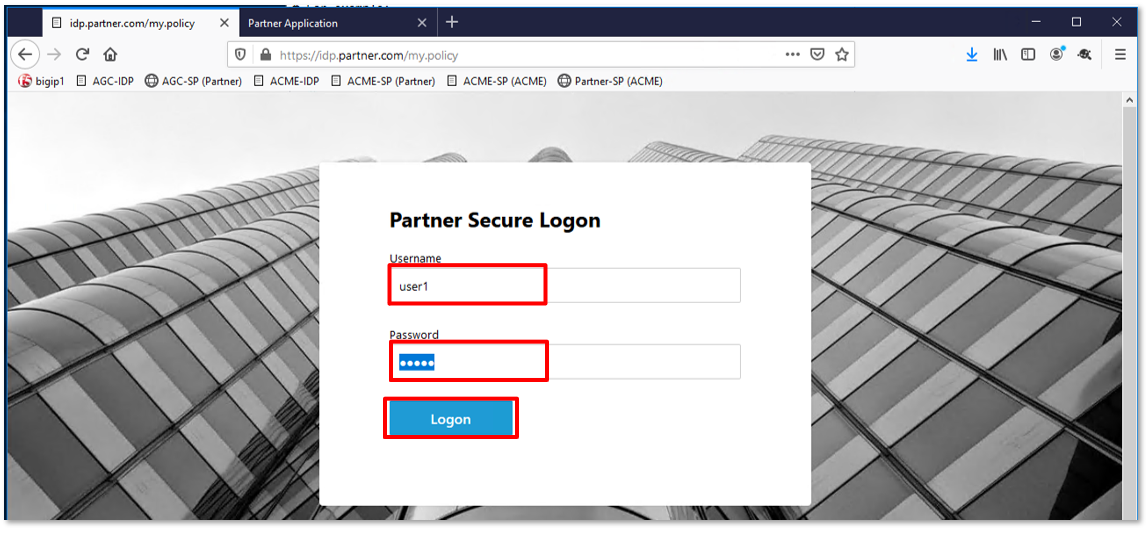 idp.partner.com/my.policy
Partner Application
https://idp.partner.com/my.policy
bigip1 AGC-IDP AGC-SP (Partner) ACME-IDP ACME-SP (Partner) ACME-SP (ACME) Partner-SP (ACME)
Partner Secure Logon
Username
user1
Password
•••••
Logon